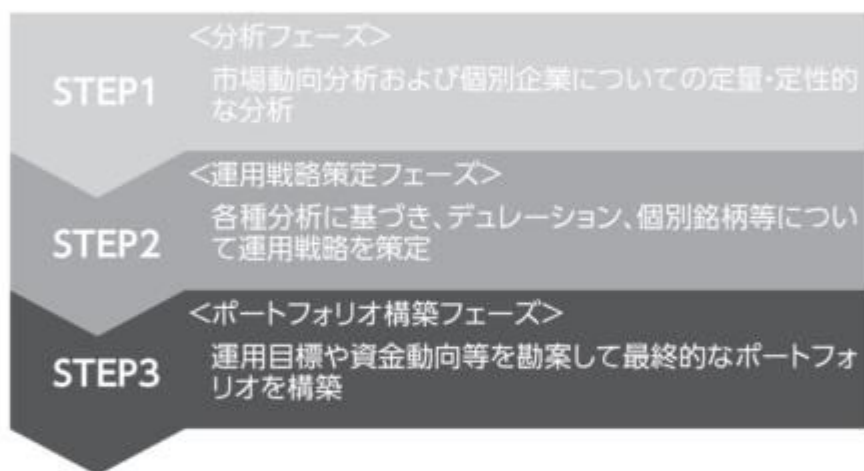 <分析フェーズ>
STEP1
市場動向分析および個別企業についての定量・定性的
な分析
<運用戦略策定フェーズ>
STEP2
各種分析に基づき、デュレーション、個別銘柄等につい
て運用戦略を策定
<ポートフォリオ構築フェーズ>
STEP3
運用目標や資金動向等を勘案して最終的なポートフォ
リオを構築